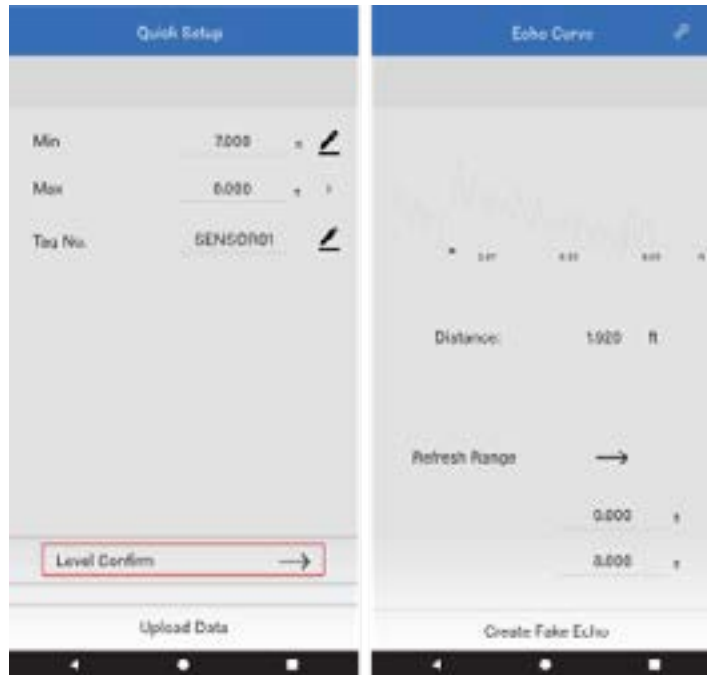 Quick Setup
Min 7.000
Max 0.000
Tag No. SENSOR01
Level Confirm
Upload Data
Echo Curve
Distance: 1.920 ft
Refresh Range
0.000
8.000
Create Fake Echo